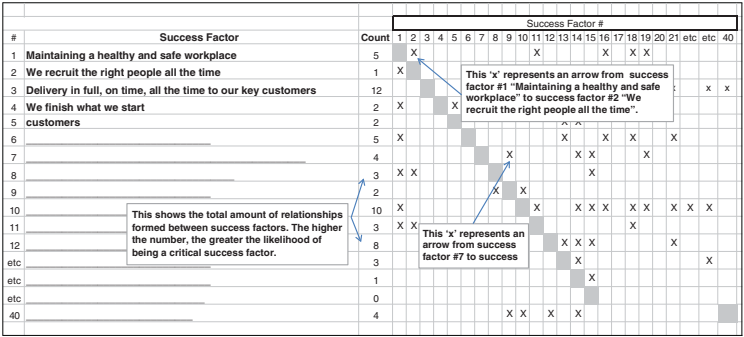 Success Factor #
# Success Factor Count 1 2 3 4 5 6 7 8 9 10 11 12 13 14 15 16 17 18 19 20 21 etc etc 40
1 Maintaining a healthy and safe workplace 5 X X X X X
2 We recruit the right people all the time 1 X
3 Delivery in full, on time, all the time to our key customers 12 x x
4 We finish what we start 2 X X
5 customers 2
6 5 X X X X X
7 4 X X X X
8 3 X X X
9 2 X X
10 10 X X X X X X X X X X
11 3 X X X
12 8 X X X X
etc 3 X X
etc 1 X
etc 0
40 4 X X X X
This 'x' represents an arrow from success
factor #1 "Maintaining a healthy and safe
workplace" to success factor #2 "We
recruit the right people all the time".
This shows the total amount of relationships
formed between success factors. The higher
the number, the greater the likelihood of
being a critical success factor.
This 'x' represents an
arrow from success
factor #7 to success